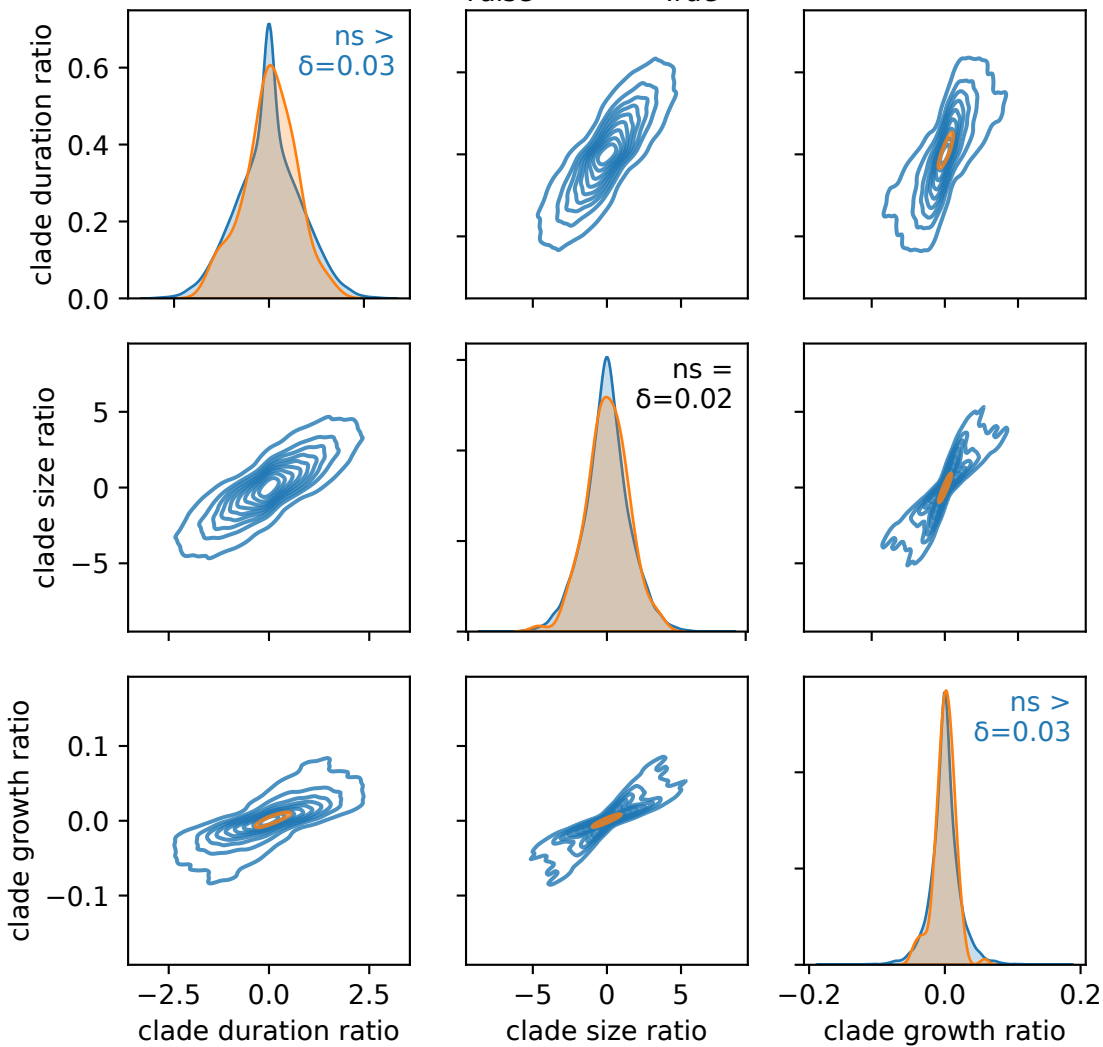 clade duration ratio
0.6
0.4
0.2
0.0
ns >
δ=0.03
clade size ratio
5
0
−5
−5
0
5
ns =
δ=0.02
clade growth ratio
0.1
0.0
−0.1
ns >
δ=0.03
−2.5
0.0
2.5
−5
0
5
−0.2
0.0
0.2
clade duration ratio
clade size ratio
clade growth ratio